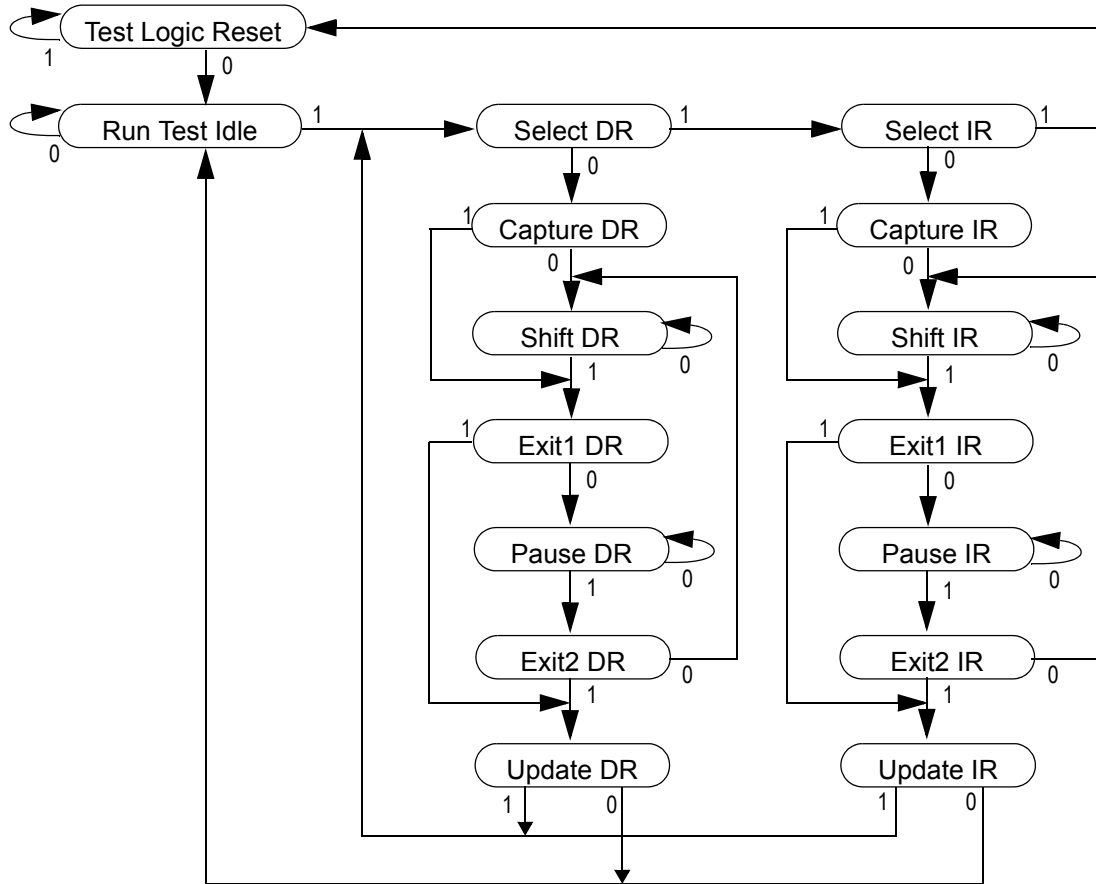 Test Logic Reset
1
0
Run Test Idle
1
0
Select DR
1
0
Select IR
1
0
1
Capture DR
0
1
Capture IR
0
Shift DR
0
1
Shift IR
0
1
1
Exit1 DR
0
1
Exit1 IR
0
Pause DR
0
1
Pause IR
0
1
Exit2 DR
0
1
Exit2 IR
0
1
Update DR
1
0
Update IR
1
0